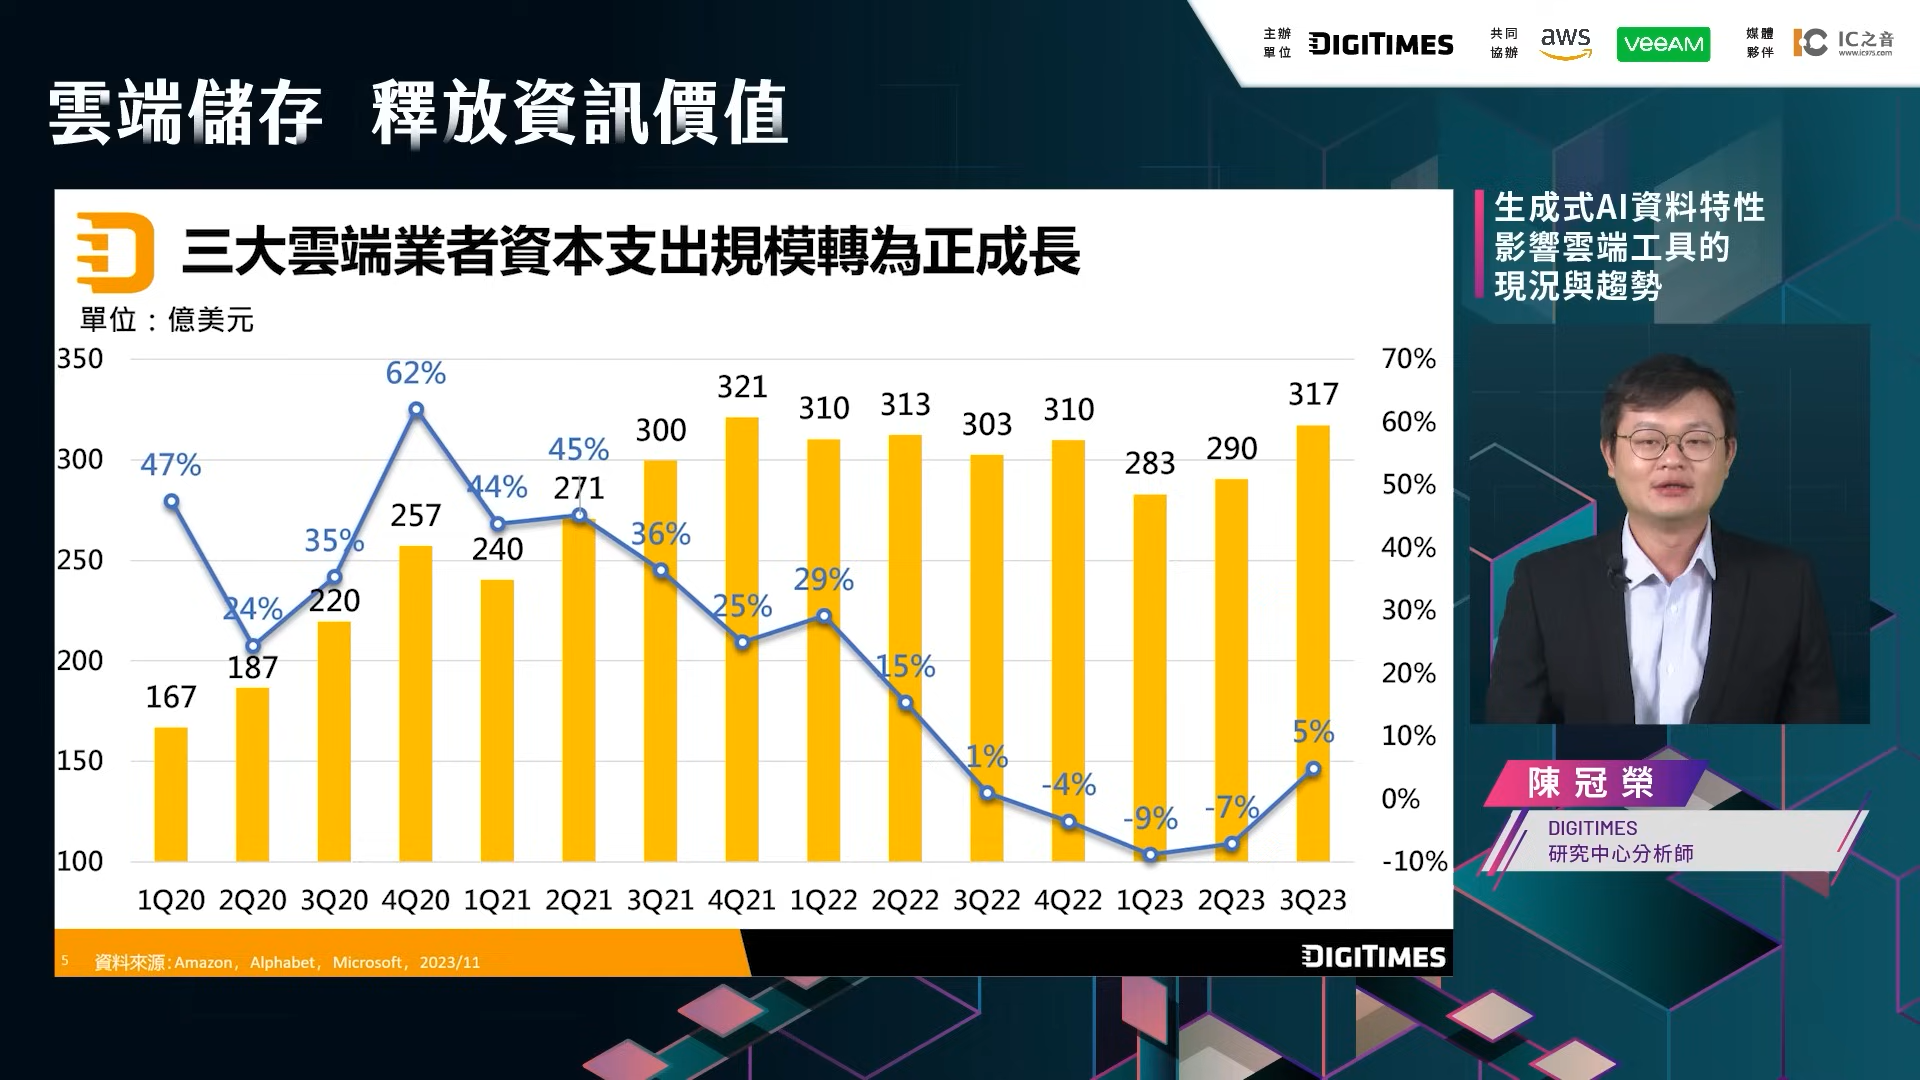 主辦
單位
DIGITIMES
共同
協辦
aws
veeAM
媒體
夥伴
IC之音
www.ic975.com
雲端儲存 釋放資訊價值
三大雲端業者資本支出規模轉為正成長
單位：億美元
350
300
250
200
150
100
70%
60%
50%
40%
30%
20%
10%
0%
-10%
47%
24%
35%
62%
44%
45%
36%
25%
29%
15%
1%
-4%
-9%
-7%
5%
167
187
220
257
240
271
300
321
310
313
303
310
283
290
317
1Q20 2Q20 3Q20 4Q20 1Q21 2Q21 3Q21 4Q21 1Q22 2Q22 3Q22 4Q22 1Q23 2Q23 3Q23
5
資料來源：Amazon，Alphabet，Microsoft，2023/11
DIGITIMES
生成式AI資料特性
影響雲端工具的
現況與趨勢
陳冠榮
DIGITIMES
研究中心分析師